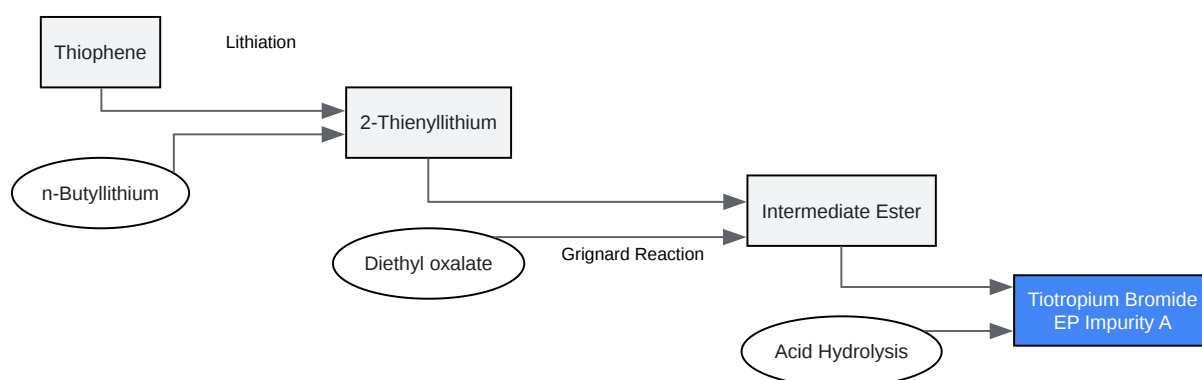 Thiophene
Lithiation
2-Thienyllithium
n-Butyllithium
Intermediate Ester
Diethyl oxalate
Grignard Reaction
Tiotropium Bromide
EP Impurity A
Acid Hydrolysis